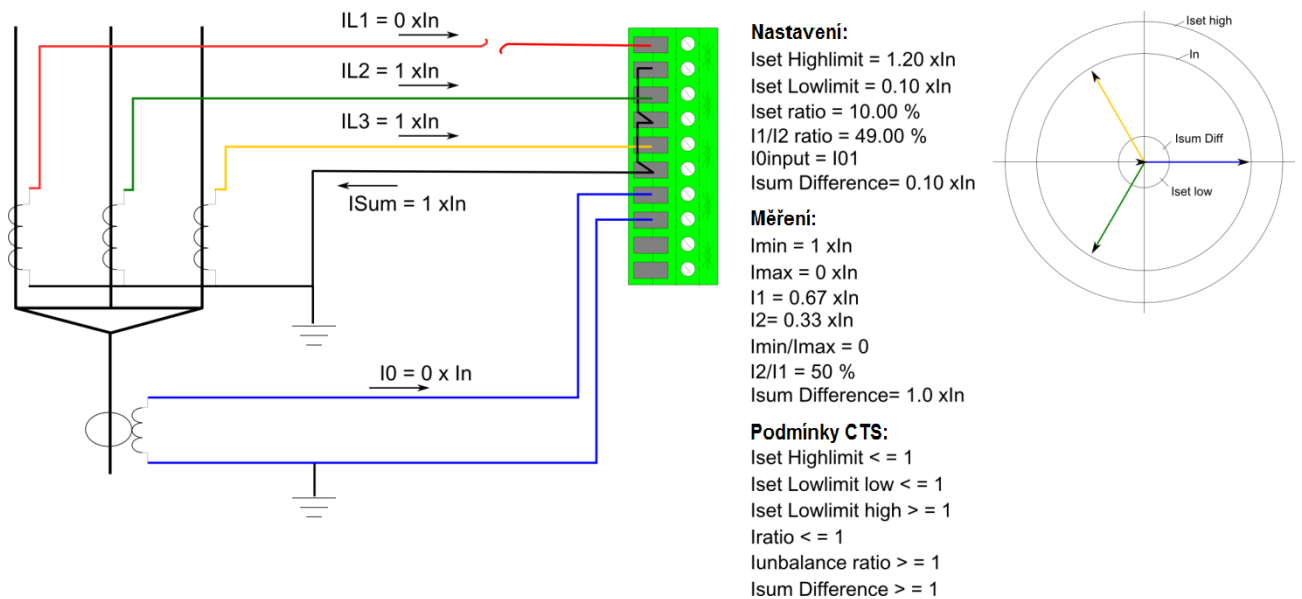 IL1 = 0 xIn
IL2 = 1 xIn
IL3 = 1 xIn
ISum = 1 xIn
I0 = 0 x In
Nastavení:
Iset Highlimit = 1.20 xIn
Iset Lowlimit = 0.10 xIn
Iset ratio = 10.00 %
I1/I2 ratio = 49.00 %
I0input = I01
Isum Difference= 0.10 xIn
Měření:
Imin = 1 xIn
Imax = 0 xIn
I1 = 0.67 xIn
I2= 0.33 xIn
Imin/Imax = 0
I2/I1 = 50 %
Isum Difference= 1.0 xIn
Podmínky CTS:
Iset Highlimit < = 1
Iset Lowlimit low < = 1
Iset Lowlimit high > = 1
Iratio < = 1
Iunbalance ratio > = 1
Isum Difference > = 1
Iset high
In
Isum Diff
Iset low